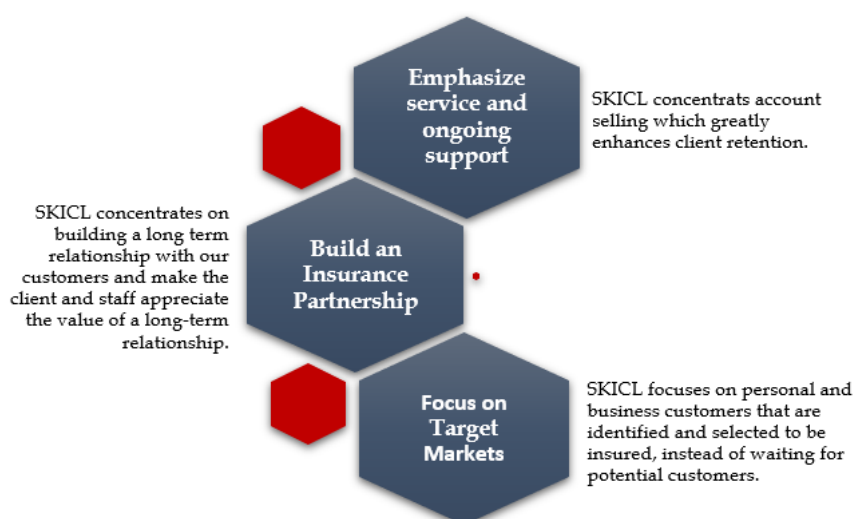 Emphasize
service and
ongoing
support
SKICL concentrats account
selling which greatly
enhances client retention.
SKICL concentrates on
building a long term
relationship with our
customers and make the
client and staff appreciate
the value of a long-term
relationship.
Build an
Insurance
Partnership
Focus on
Target
Markets
SKICL focuses on personal and
business customers that are
identified and selected to be
insured, instead of waiting for
potential customers.